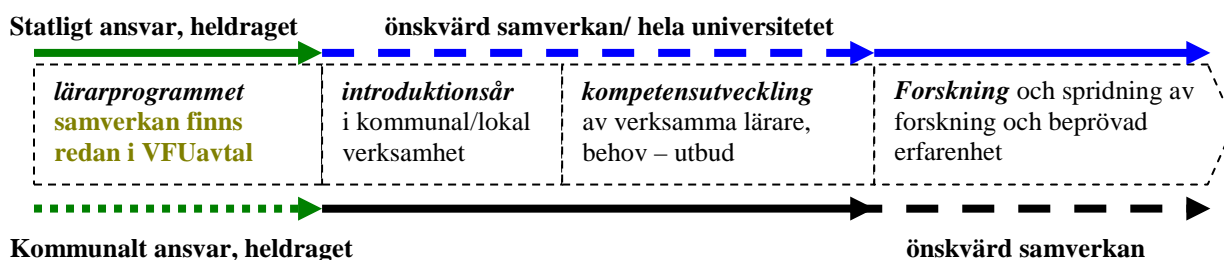 Statligt ansvar, heldraget
önskvärd samverkan/ hela universitetet
lärarprogrammet
samverkan finns
redan i VFUavtal
introduktionsår
i kommunal/lokal
verksamhet
kompetensutveckling
av verksamma lärare,
behov – utbud
Forskning och spridning av
forskning och beprövad
erfarenhet
Kommunalt ansvar, heldraget
önskvärd samverkan